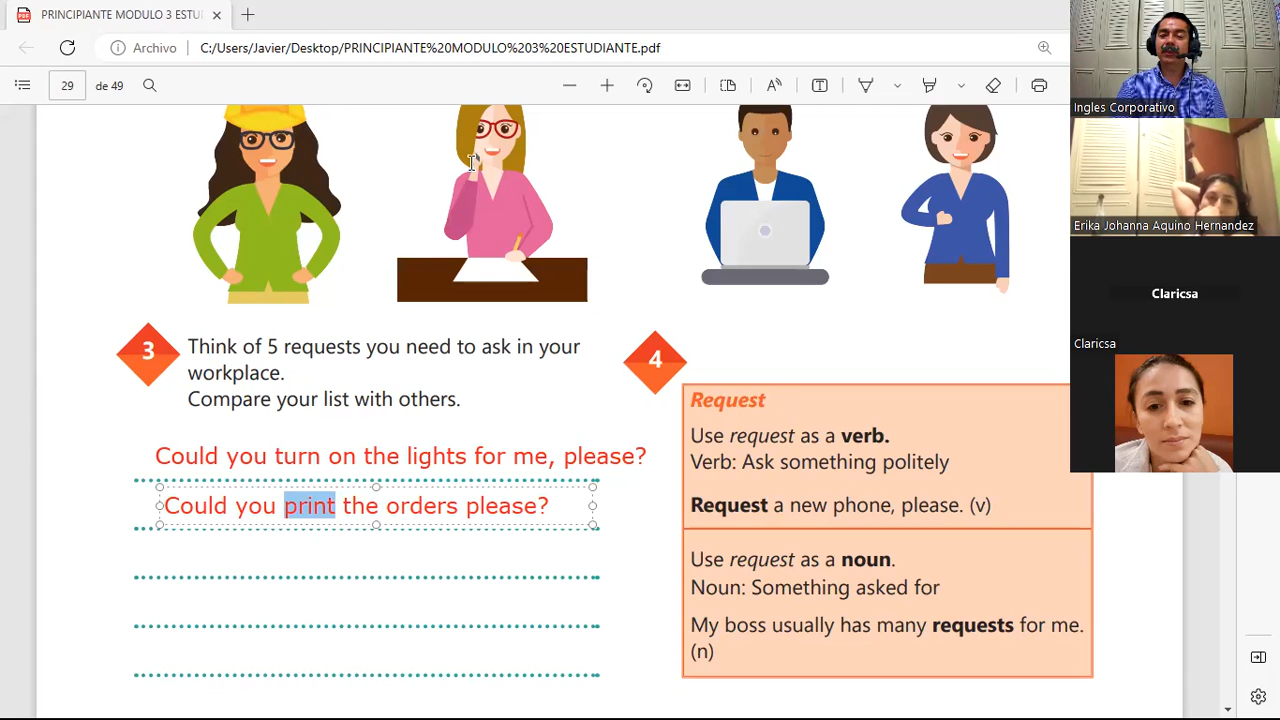 PRINCIPIANTE MODULO 3 ESTU
Archivo
C:/Users/Javier/Desktop/PRINCIPIANTE%20MODULO%203%20ESTUDIANTE.pdf
29
de 49
Ingles Corporativo
Erika Johanna Aquino Hernandez
Claricsa
Claricsa
3
Think of 5 requests you need to ask in your
workplace.
Compare your list with others.
Could you turn on the lights for me, please?
Could you print the orders please?
4
Request
Use request as a verb.
Verb: Ask something politely
Request a new phone, please. (v)
Use request as a noun.
Noun: Something asked for
My boss usually has many requests for me.
(n)